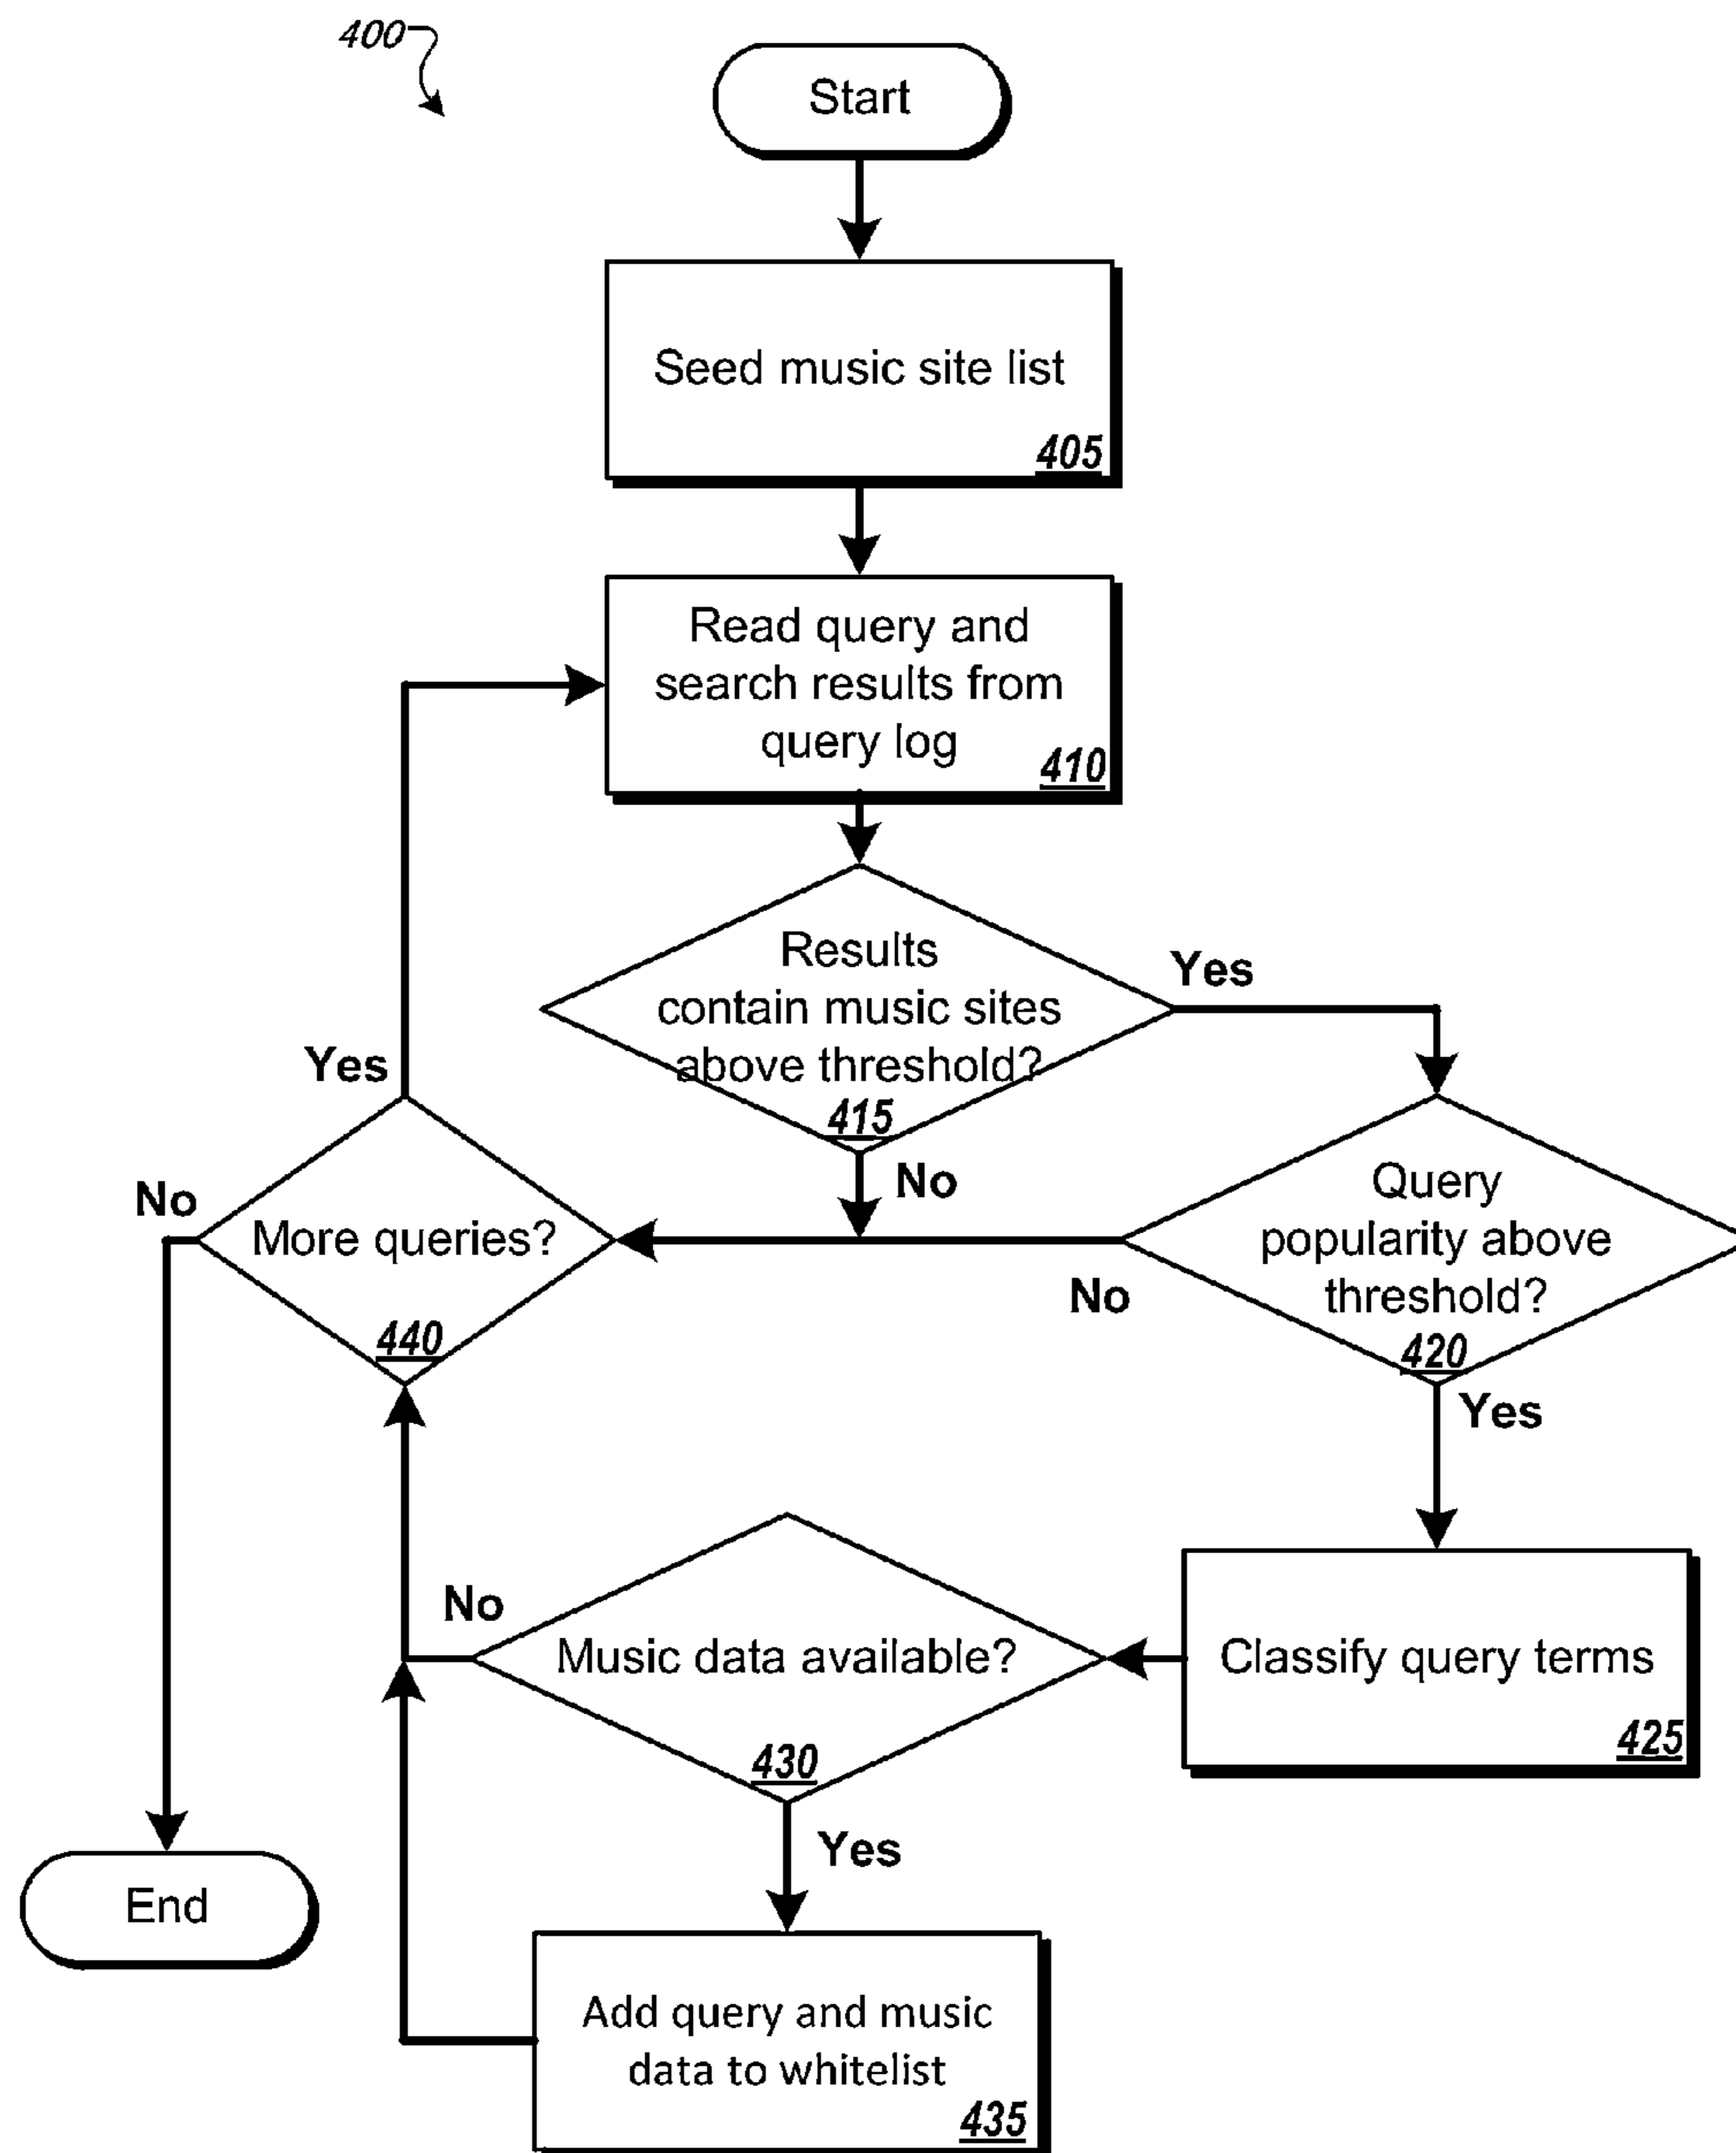 400
Start
Seed music site list
405
Read query and
search results from
query log
410
Results
contain music sites
above threshold?
415
Yes
No
Query
popularity above
threshold?
420
No
Yes
Yes
No
More queries?
440
Classify query terms
425
Music data available?
430
No
Yes
Add query and music
data to whitelist
435
End